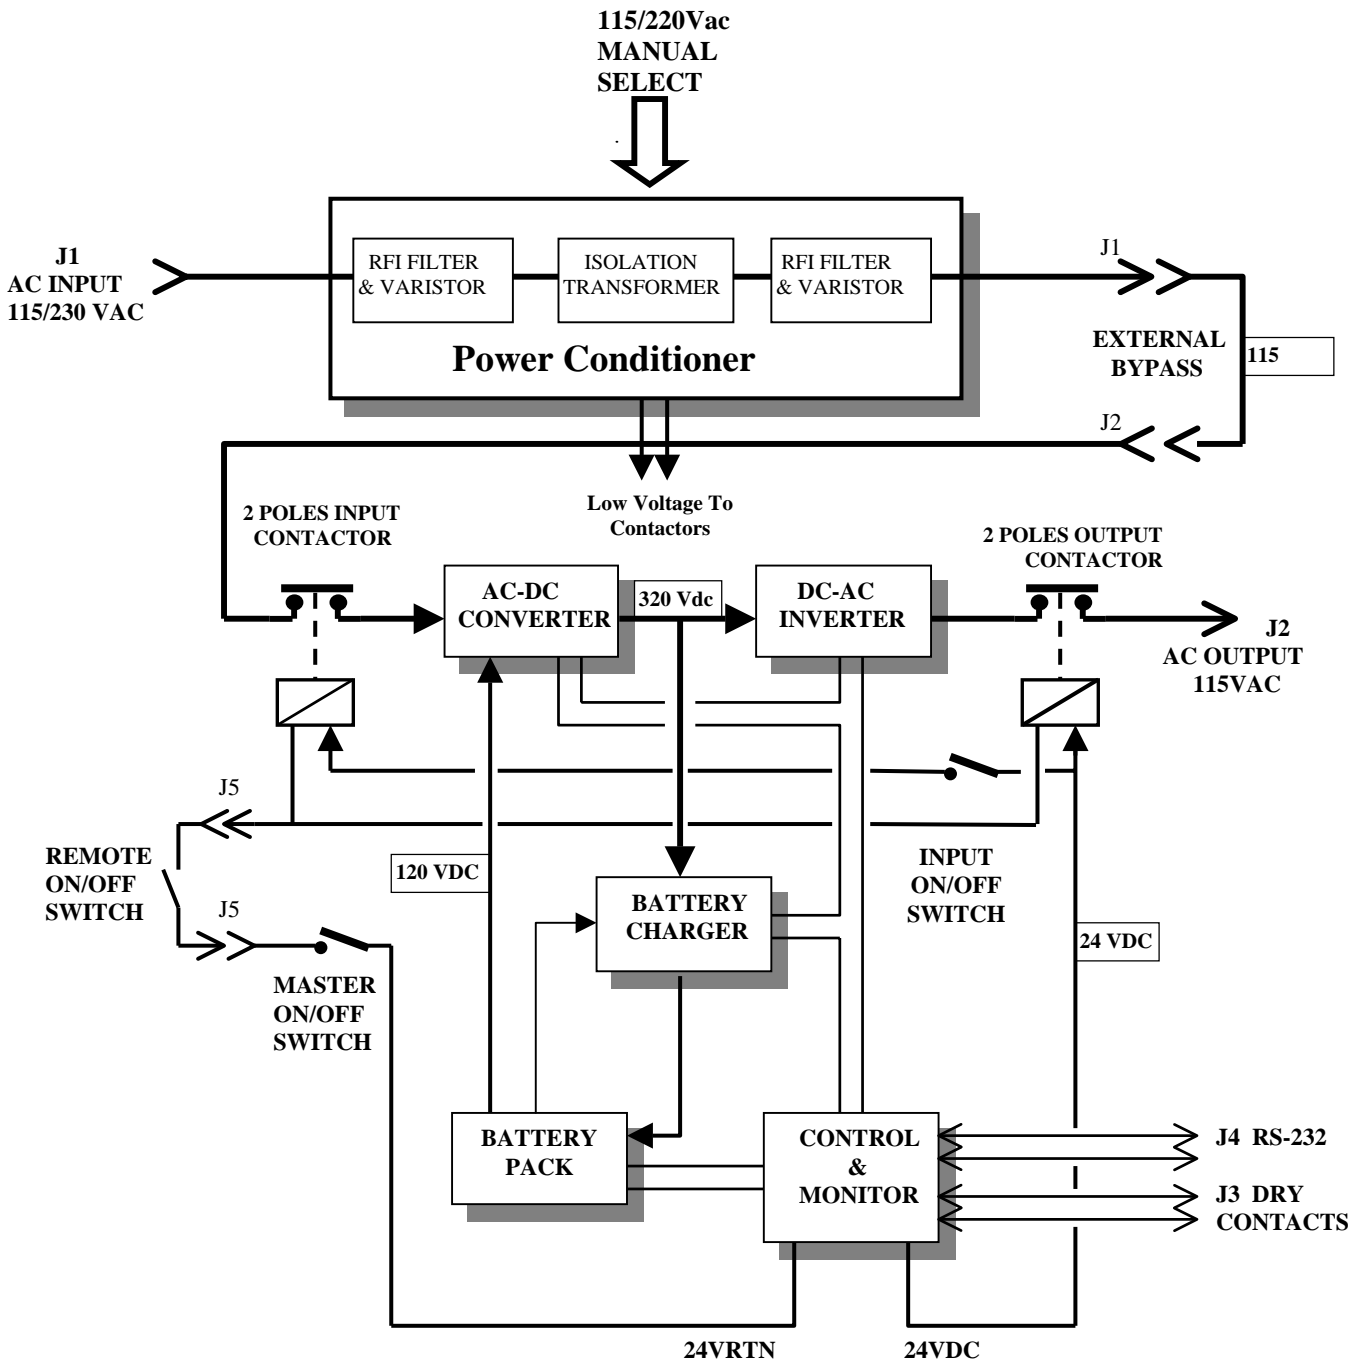 115/220Vac
MANUAL
SELECT
J1
AC INPUT
115/230 VAC
RFI FILTER
& VARISTOR
ISOLATION
TRANSFORMER
RFI FILTER
& VARISTOR
Power Conditioner
J1
EXTERNAL
BYPASS
115
J2
Low Voltage To
Contactors
2 POLES INPUT
CONTACTOR
2 POLES OUTPUT
CONTACTOR
AC-DC
CONVERTER
320 Vdc
DC-AC
INVERTER
J2
AC OUTPUT
115VAC
J5
REMOTE
ON/OFF
SWITCH
J5
120 VDC
BATTERY
CHARGER
INPUT
ON/OFF
SWITCH
24 VDC
MASTER
ON/OFF
SWITCH
BATTERY
PACK
CONTROL
&
MONITOR
J4 RS-232
J3 DRY
CONTACTS
24VRTN
24VDC